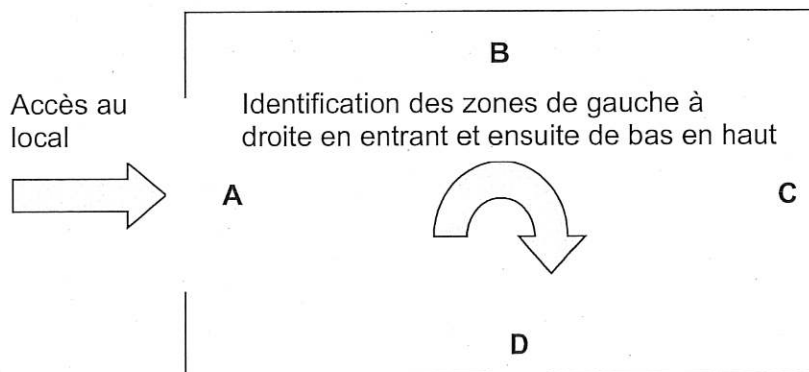 B
Accès au
local
Identification des zones de gauche à
droite en entrant et ensuite de bas en haut
A
C
D